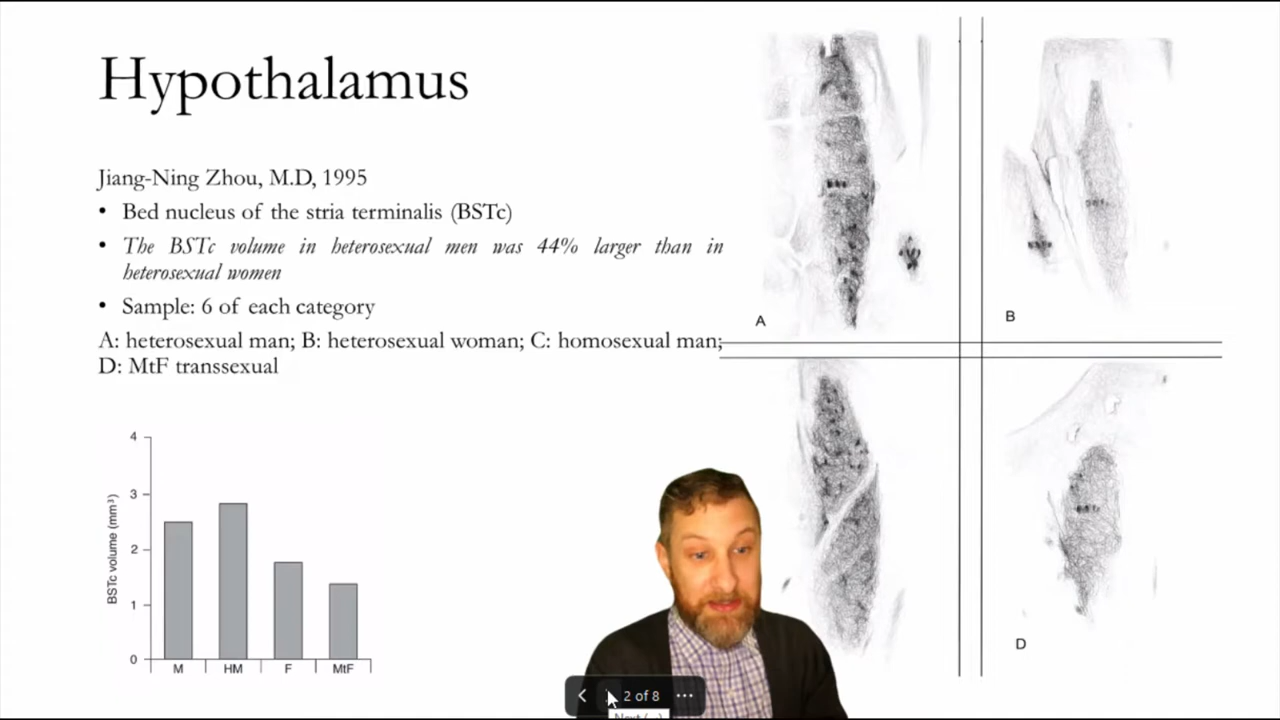 Hypothalamus
Jiang-Ning Zhou, M.D, 1995
• Bed nucleus of the stria terminalis (BSTc)
• The BSTc volume in heterosexual men was 44% larger than in
heterosexual women
• Sample: 6 of each category
A: heterosexual man; B: heterosexual woman; C: homosexual man;
D: MtF transsexual
4
3
2
1
0
BSTc volume (mm³)
M HM F MtF
A
B
D
2 of 8